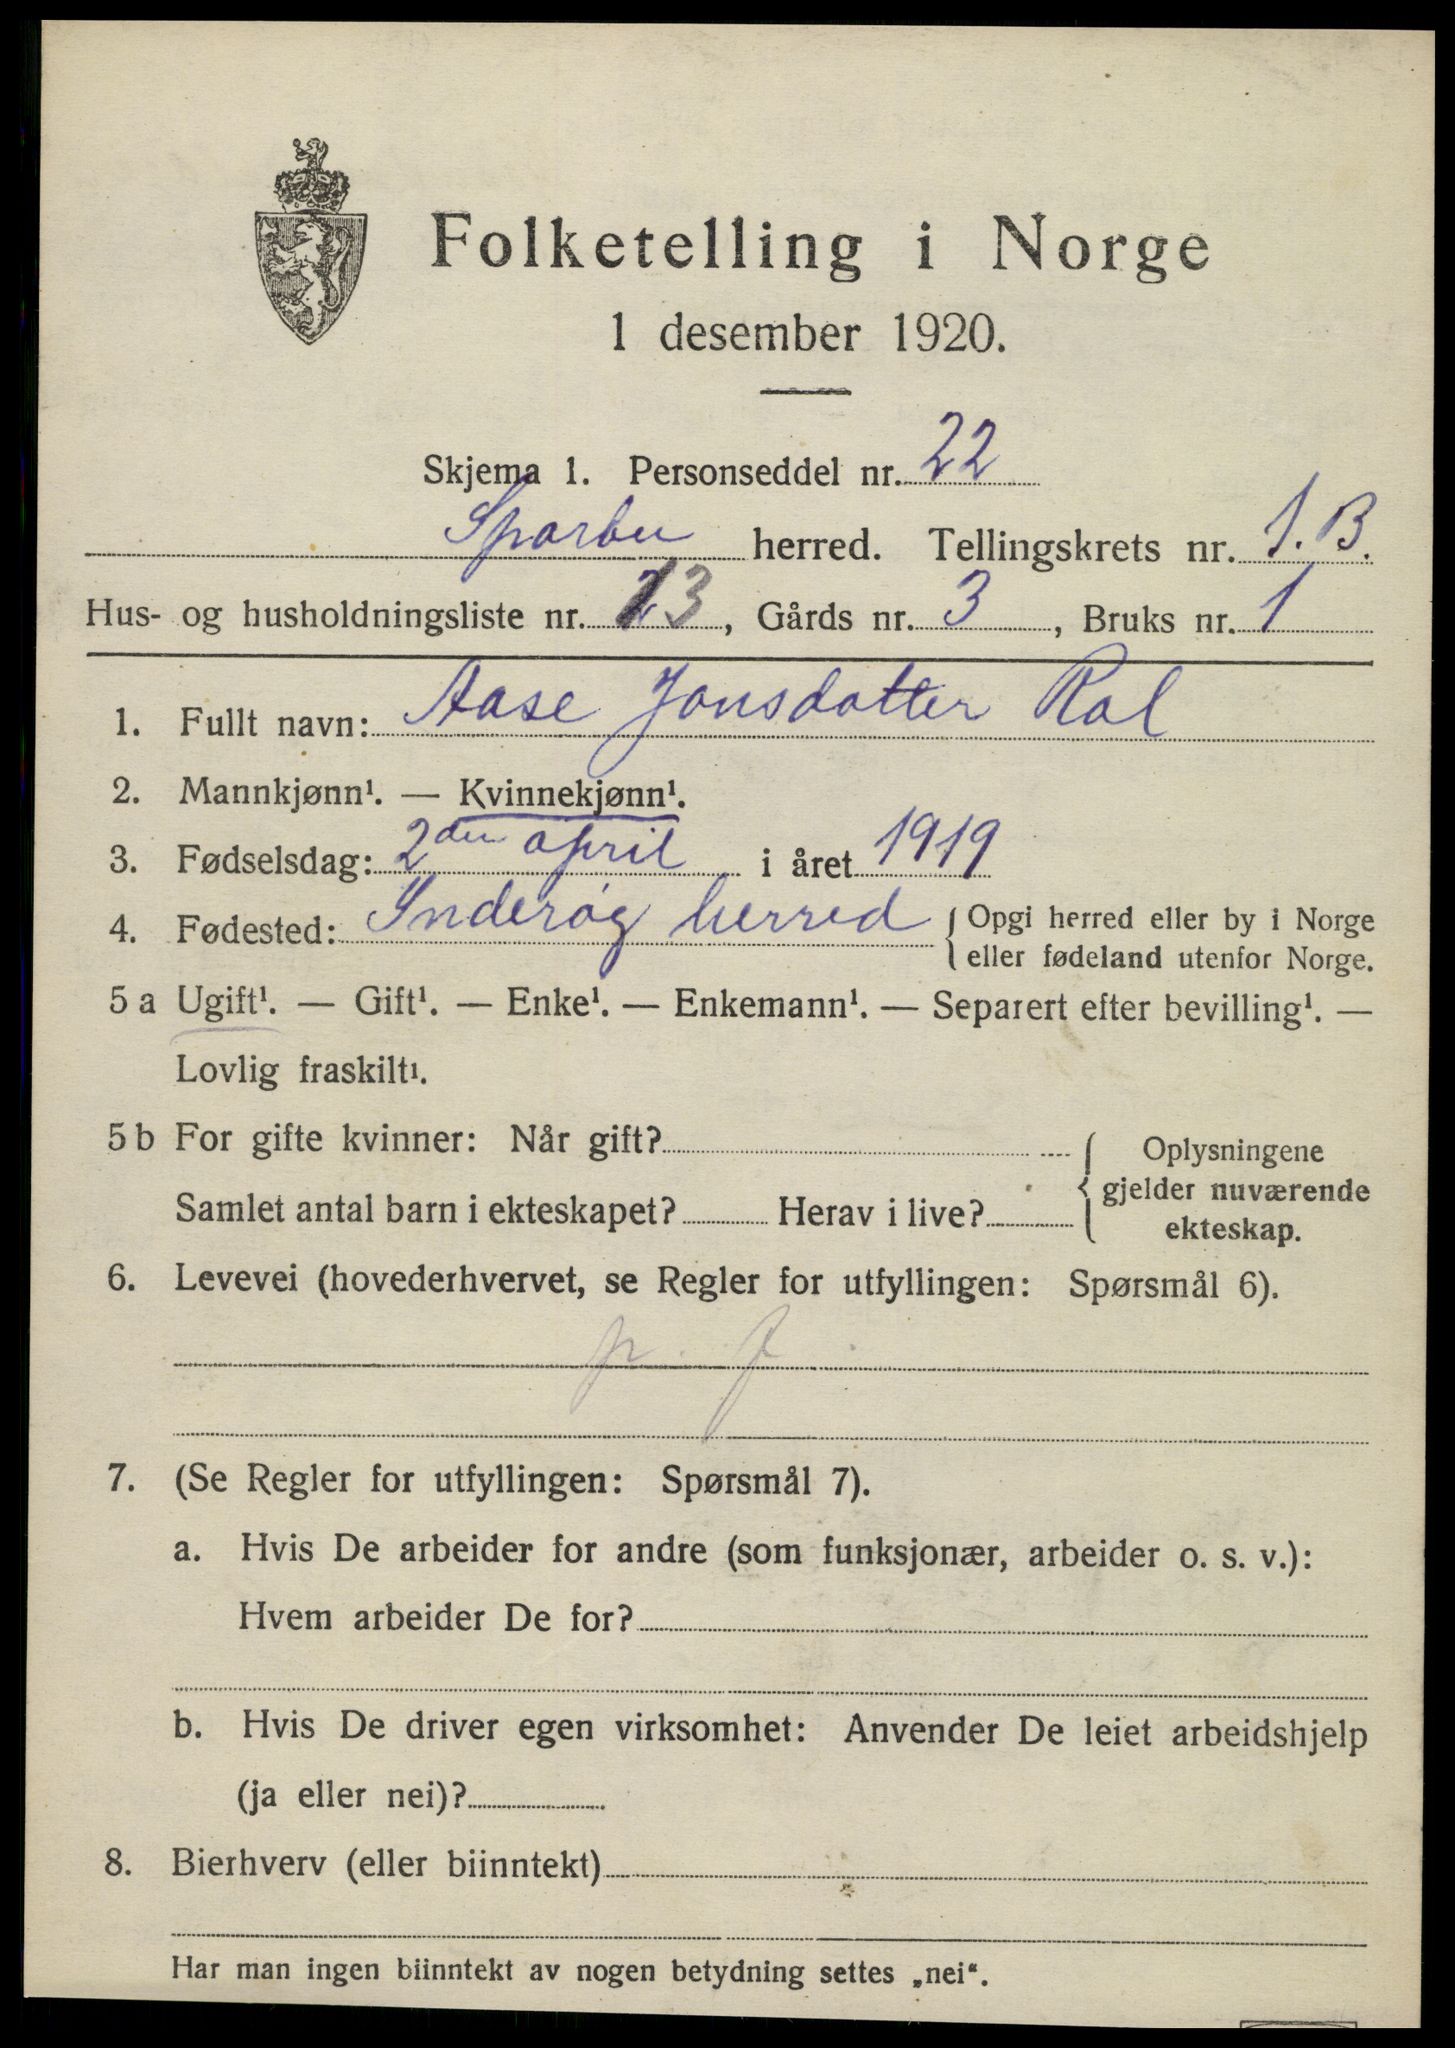 Folketelling i Norge
1 desember 1920.
Skjema 1. Personseddel nr. 22
Sparbu herred. Tellingskrets nr. 1.B.
Hus- og husholdningsliste nr. 13, Gårds nr. 3, Bruks nr. 1
1. Fullt navn: Aase Jonsdotter Rol
2. Mannkjønn¹. — Kvinnekjønn¹.
3. Fødselsdag: 2den april i året 1919
4. Fødested: Inderøy herred { Opgi herred eller by i Norge
eller fødeland utenfor Norge.
5 a Ugift¹. — Gift¹. — Enke¹. — Enkemann¹. — Separert efter bevilling¹. —
Lovlig fraskilt¹.
5 b For gifte kvinner: Når gift? { Oplysningene
gjelder nuværende
ekteskap.
Samlet antal barn i ekteskapet? Herav i live?
6. Levevei (hovederhvervet, se Regler for utfyllingen: Spørsmål 6).
p. f.
7. (Se Regler for utfyllingen: Spørsmål 7).
a. Hvis De arbeider for andre (som funksjonær, arbeider o. s. v.):
Hvem arbeider De for?
b. Hvis De driver egen virksomhet: Anvender De leiet arbeidshjelp
(ja eller nei)?
8. Bierhverv (eller biinntekt)
Har man ingen biinntekt av nogen betydning settes „nei“.